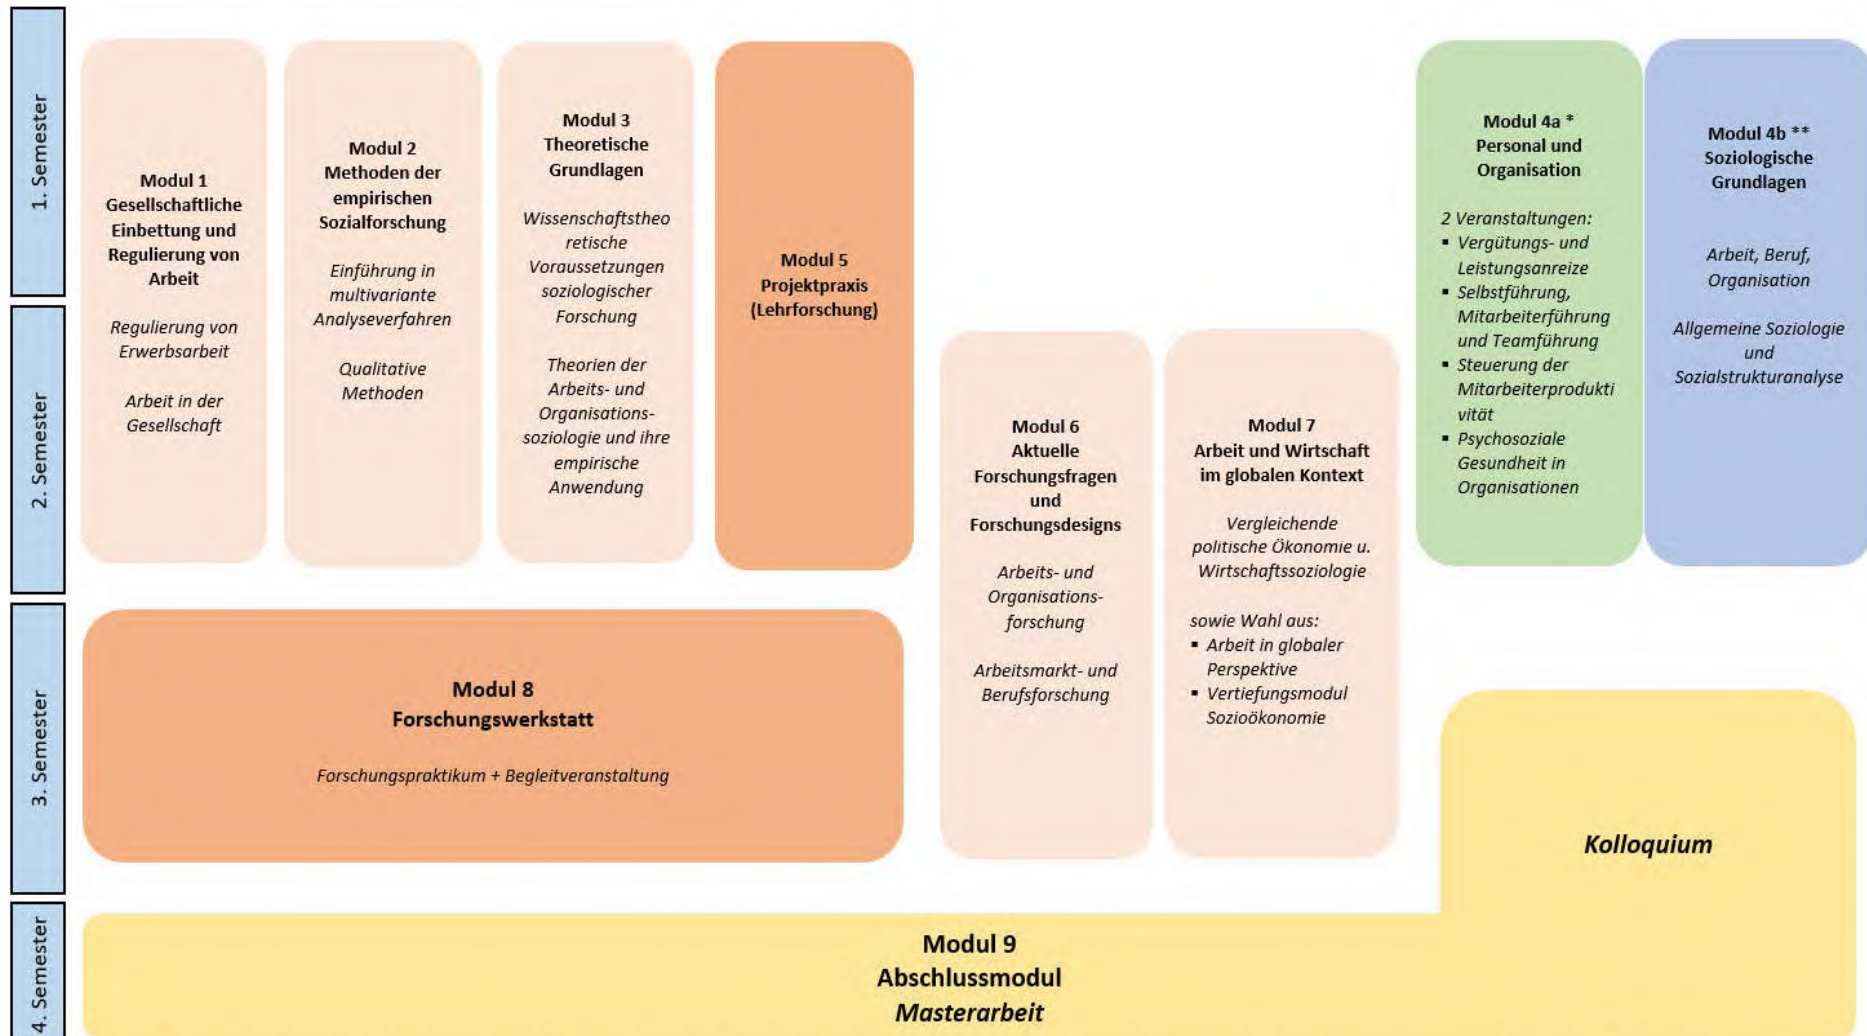 1. Semester
2. Semester
3. Semester
4. Semester
Modul 1
Gesellschaftliche
Einbettung und
Regulierung von
Arbeit
Regulierung von
Erwerbsarbeit
Arbeit in der
Gesellschaft
Modul 2
Methoden der
empirischen
Sozialforschung
Einführung in
multivariante
Analyseverfahren
Qualitative
Methoden
Modul 3
Theoretische
Grundlagen
Wissenschaftstheo
retische
Voraussetzungen
soziologischer
Forschung
Theorien der
Arbeits- und
Organisations-
soziologie und ihre
empirische
Anwendung
Modul 5
Projektpraxis
(Lehrforschung)
Modul 6
Aktuelle
Forschungsfragen
und
Forschungsdesigns
Arbeits- und
Organisations-
forschung
Arbeitsmarkt- und
Berufsforschung
Modul 7
Arbeit und Wirtschaft
im globalen Kontext
Vergleichende
politische Ökonomie u.
Wirtschaftssoziologie
sowie Wahl aus:
▪ Arbeit in globaler
Perspektive
▪ Vertiefungsmodul
Sozioökonomie
Modul 4a *
Personal und
Organisation
2 Veranstaltungen:
▪ Vergütungs- und
Leistungsanreize
▪ Selbstführung,
Mitarbeiterführung
und Teamführung
▪ Steuerung der
Mitarbeiterprodukti
vität
▪ Psychosoziale
Gesundheit in
Organisationen
Modul 4b **
Soziologische
Grundlagen
Arbeit, Beruf,
Organisation
Allgemeine Soziologie
und
Sozialstrukturanalyse
Modul 8
Forschungswerkstatt
Forschungspraktikum + Begleitveranstaltung
Kolloquium
Modul 9
Abschlussmodul
Masterarbeit